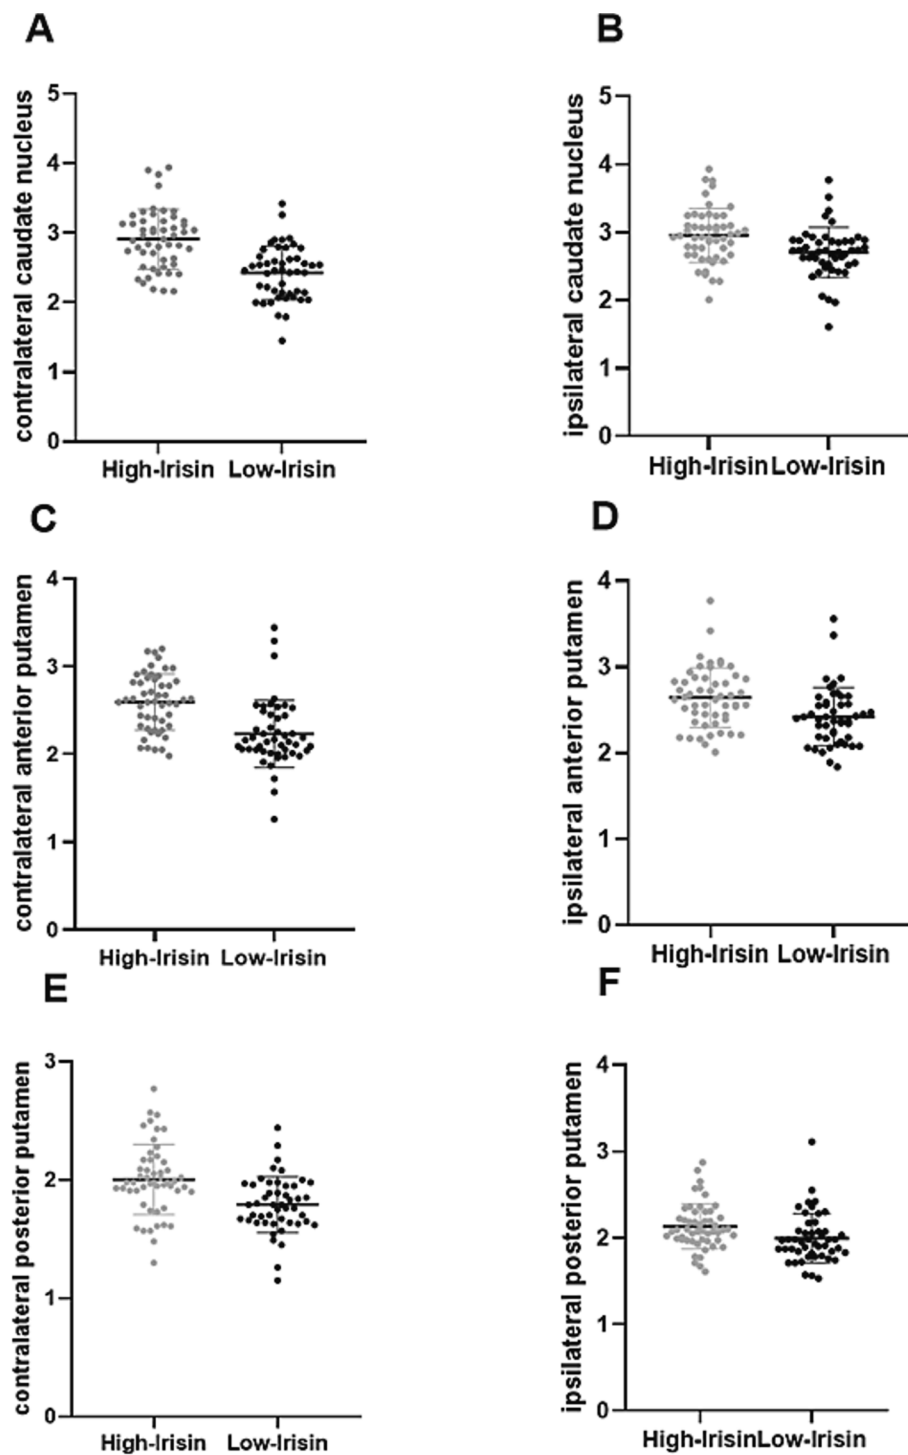 A
contralateral caudate nucleus
5
4
3
2
1
0
High-Irisin Low-Irisin
B
ipsilateral caudate nucleus
5
4
3
2
1
0
High-Irisin Low-Irisin
C
contralateral anterior putamen
4
3
2
1
0
High-Irisin Low-Irisin
D
ipsilateral anterior putamen
4
3
2
1
0
High-Irisin Low-Irisin
E
contralateral posterior putamen
3
2
1
0
High-Irisin Low-Irisin
F
ipsilateral posterior putamen
4
3
2
1
0
High-Irisin Low-Irisin